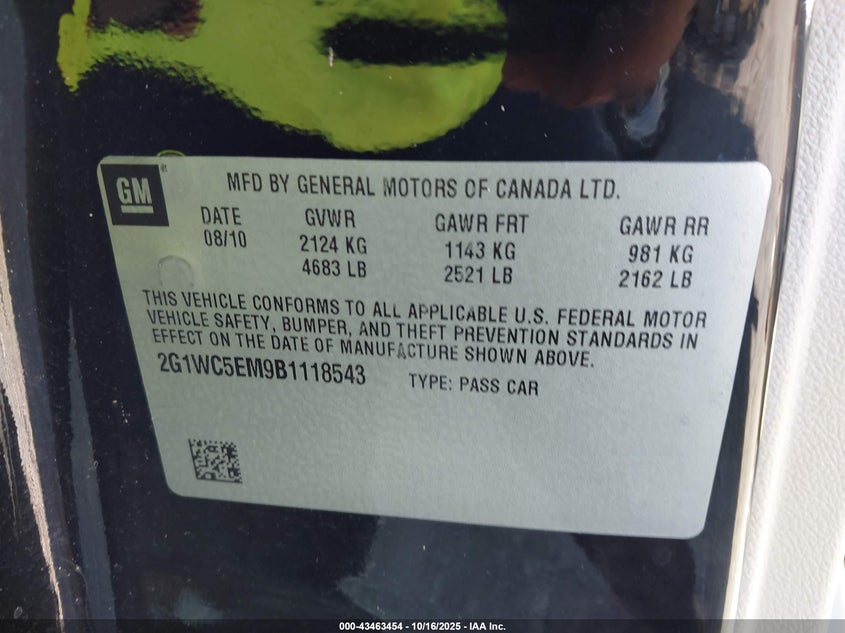 GM
MFD BY GENERAL MOTORS OF CANADA LTD.
DATE GVWR GAWR FRT GAWR RR
08/10 2124 KG 1143 KG 981 KG
4683 LB 2521 LB 2162 LB
THIS VEHICLE CONFORMS TO ALL APPLICABLE U.S. FEDERAL MOTOR
VEHICLE SAFETY, BUMPER, AND THEFT PREVENTION STANDARDS IN
EFFECT ON THE DATE OF MANUFACTURE SHOWN ABOVE.
2G1WC5EM9B1118543 TYPE: PASS CAR
000-43463454 - 10/16/2025 - IAA Inc.